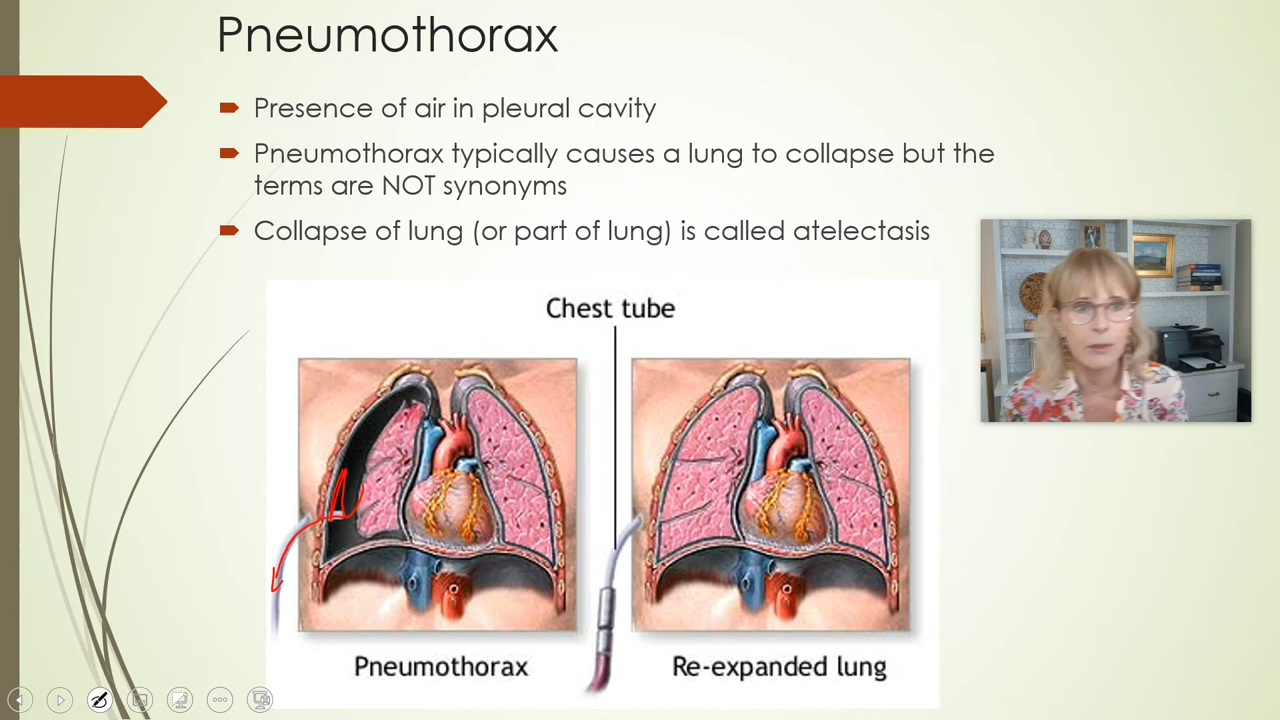 Pneumothorax
Presence of air in pleural cavity
Pneumothorax typically causes a lung to collapse but the
terms are NOT synonyms
Collapse of lung (or part of lung) is called atelectasis
Chest tube
Pneumothorax
Re-expanded lung